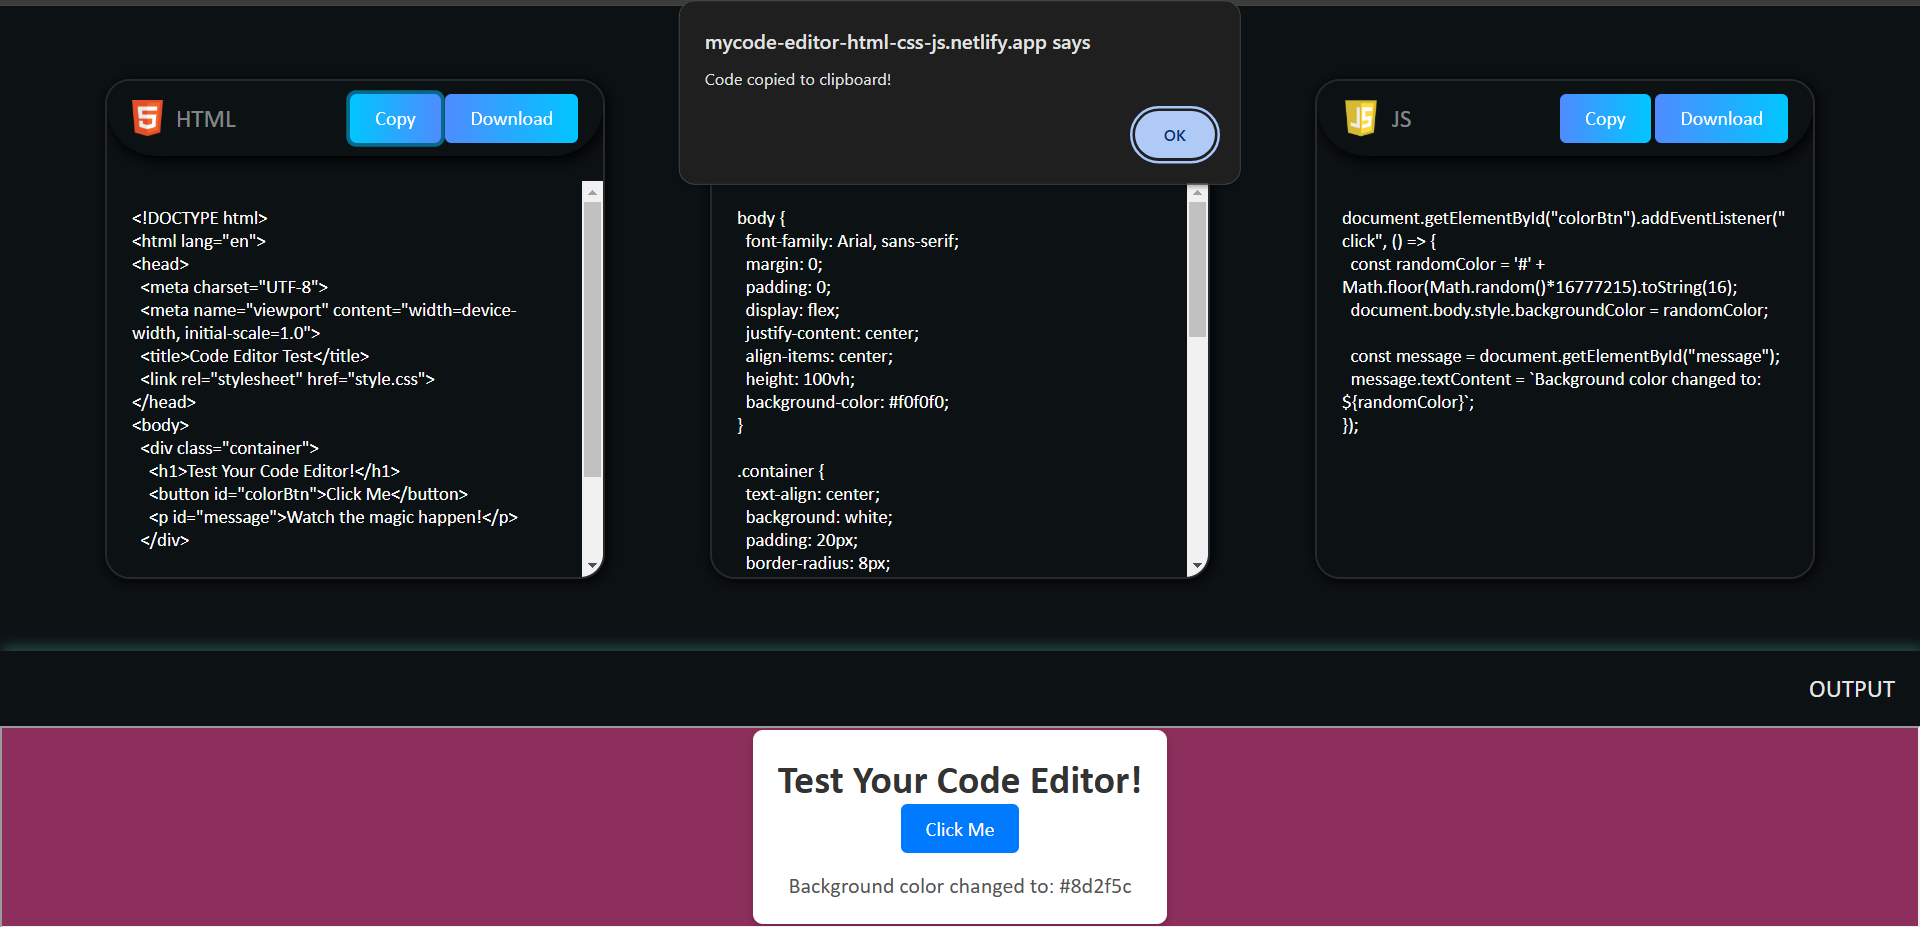 mycode-editor-html-css-js.netlify.app says
Code copied to clipboard!
OK
HTML
Copy
Download
<!DOCTYPE html>
<html lang="en">
<head>
  <meta charset="UTF-8">
  <meta name="viewport" content="width=device-
width, initial-scale=1.0">
  <title>Code Editor Test</title>
  <link rel="stylesheet" href="style.css">
</head>
<body>
  <div class="container">
    <h1>Test Your Code Editor!</h1>
    <button id="colorBtn">Click Me</button>
    <p id="message">Watch the magic happen!</p>
  </div>
body {
  font-family: Arial, sans-serif;
  margin: 0;
  padding: 0;
  display: flex;
  justify-content: center;
  align-items: center;
  height: 100vh;
  background-color: #f0f0f0;
}
.container {
  text-align: center;
  background: white;
  padding: 20px;
  border-radius: 8px;
JS
JS
Copy
Download
document.getElementById("colorBtn").addEventListener("
click", () => {
  const randomColor = '#' +
Math.floor(Math.random()*16777215).toString(16);
  document.body.style.backgroundColor = randomColor;
  const message = document.getElementById("message");
  message.textContent = `Background color changed to:
${randomColor}`;
});
OUTPUT
Test Your Code Editor!
Click Me
Background color changed to: #8d2f5c